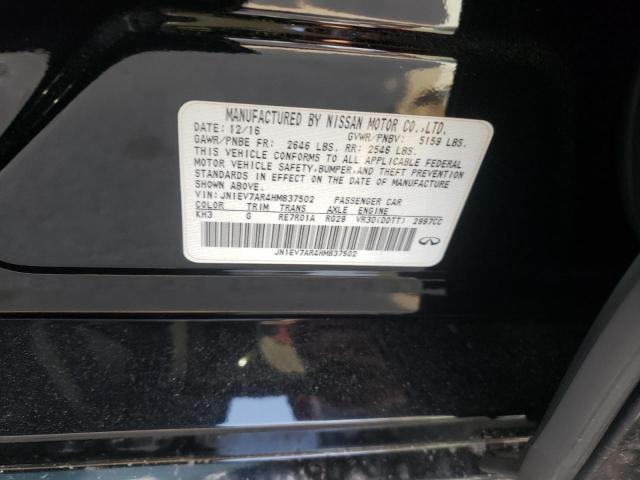 MANUFACTURED BY NISSAN MOTOR CO.,LTD.
DATE: 12/16 GVWR/PNBV: 5159 LBS.
GAWR/PNBE FR: 2646 LBS. RR: 2546 LBS.
THIS VEHICLE CONFORMS TO ALL APPLICABLE FEDERAL
MOTOR VEHICLE SAFETY,BUMPER,AND THEFT PREVENTION
STANDARDS IN EFFECT ON THE DATE OF MANUFACTURE
SHOWN ABOVE.
VIN: JN1EV7AR4HM837502 PASSENGER CAR
COLOR TRIM TRANS AXLE ENGINE
KH3 G RE7R01A RG29 VR30(DDTT) 2997CC
JN1EV7AR4HM837502